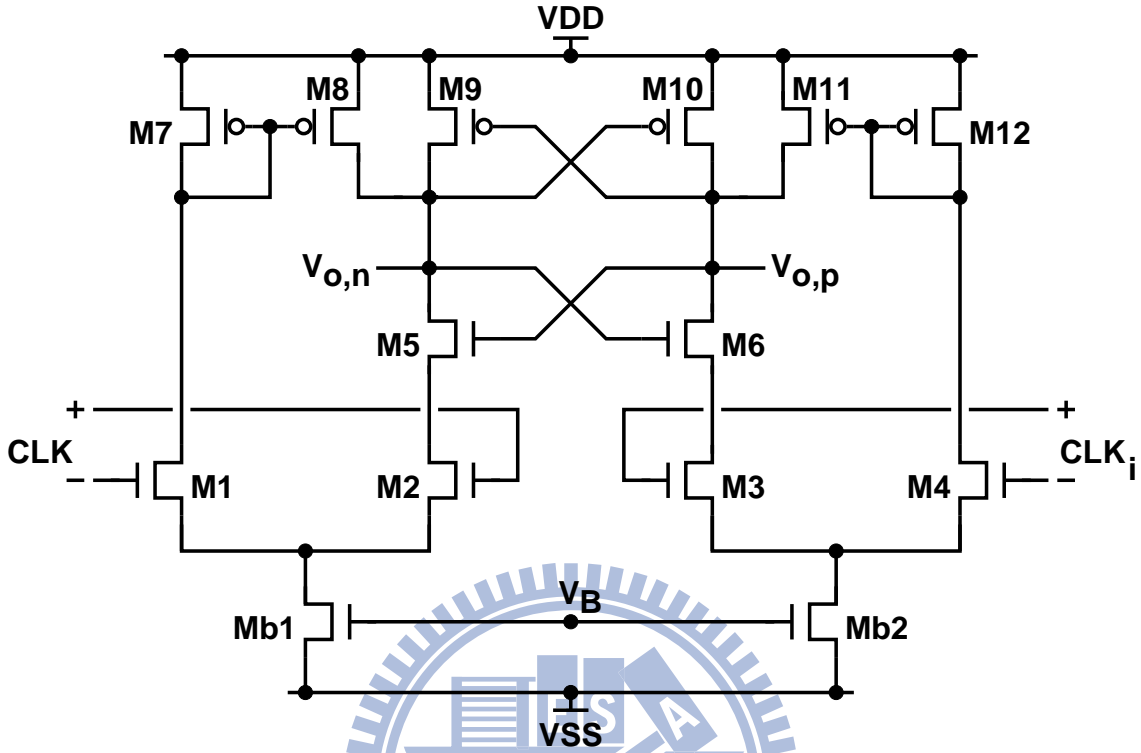 VDD
M7 M8 M9 M10 M11 M12
Vo,n Vo,p
M5 M6
+ +
CLK CLKi
− M1 M2 M3 M4 −
VB
Mb1 Mb2
ESA
VSS